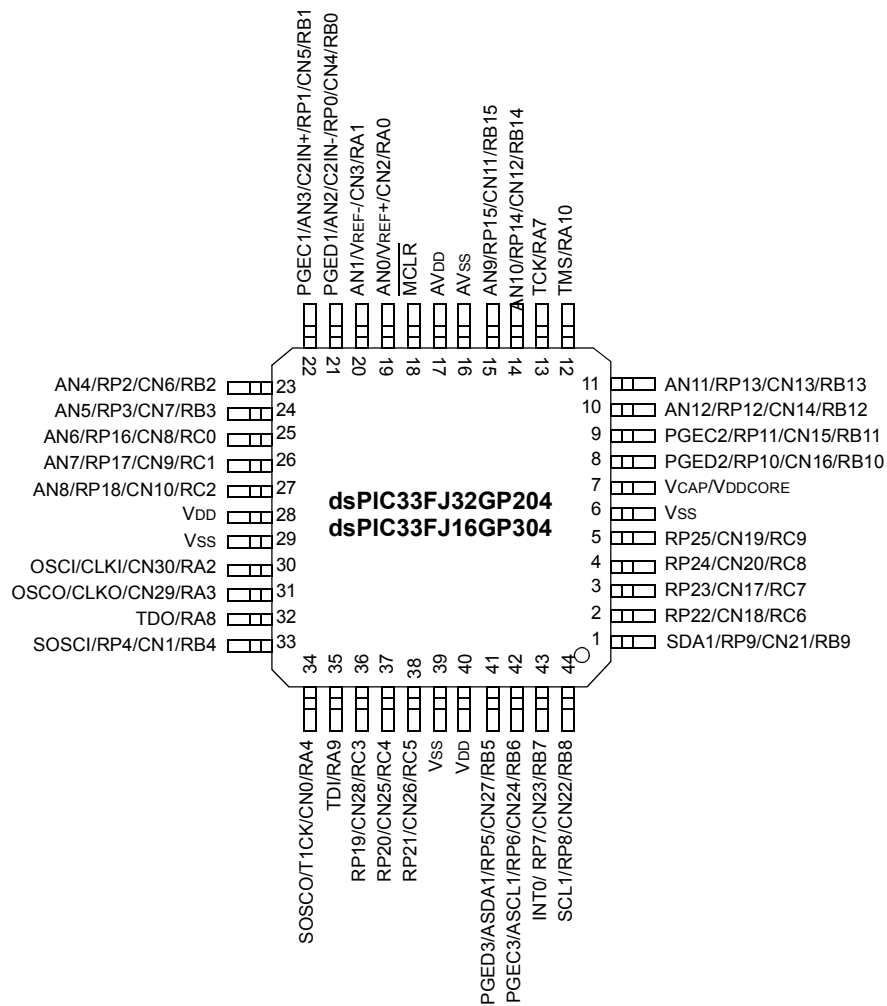 PGEC1/AN3/C2IN+/RP1/CN5/RB1
PGED1/AN2/C2IN-/RP0/CN4/RB0
AN1/VREF-/CN3/RA1
AN0/VREF+/CN2/RA0
MCLR
AVDD
AVSS
AN9/RP15/CN11/RB15
AN10/RP14/CN12/RB14
TCK/RA7
TMS/RA10
22
21
20
19
18
17
16
15
14
13
12
AN4/RP2/CN6/RB2 23
AN5/RP3/CN7/RB3 24
AN6/RP16/CN8/RC0 25
AN7/RP17/CN9/RC1 26
AN8/RP18/CN10/RC2 27
VDD 28
VSS 29
OSCI/CLKI/CN30/RA2 30
OSCO/CLKO/CN29/RA3 31
TDO/RA8 32
SOSCI/RP4/CN1/RB4 33
dsPIC33FJ32GP204
dsPIC33FJ16GP304
11 AN11/RP13/CN13/RB13
10 AN12/RP12/CN14/RB12
9 PGEC2/RP11/CN15/RB11
8 PGED2/RP10/CN16/RB10
7 VCAP/VDDCORE
6 VSS
5 RP25/CN19/RC9
4 RP24/CN20/RC8
3 RP23/CN17/RC7
2 RP22/CN18/RC6
1 SDA1/RP9/CN21/RB9
34
35
36
37
38
39
40
41
42
43
44
SOSCO/T1CK/CN0/RA4
TDI/RA9
RP19/CN28/RC3
RP20/CN25/RC4
RP21/CN26/RC5
VSS
VDD
PGED3/ASDA1/RP5/CN27/RB5
PGEC3/ASCL1/RP6/CN24/RB6
INT0/ RP7/CN23/RB7
SCL1/RP8/CN22/RB8